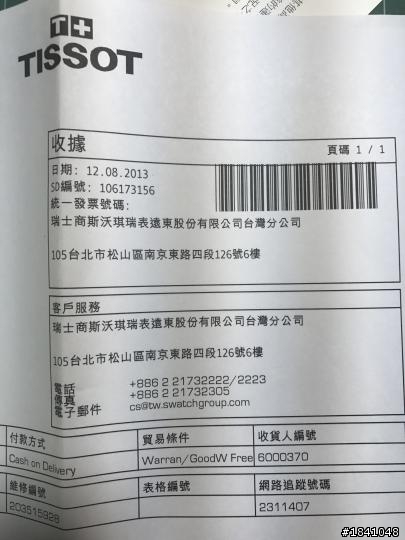 T+
TISSOT
收據
頁碼 1 / 1
日期: 12.08.2013
SD編號: 106173156
統一發票號碼:
瑞士商斯沃琪瑞表遠東股份有限公司台灣分公司
105台北市松山區南京東路四段126號6樓
客戶服務
瑞士商斯沃琪瑞表遠東股份有限公司台灣分公司
105台北市松山區南京東路四段126號6樓
電話 +886 2 21732222/2223
傳真 +886 2 21732305
電子郵件 cs@tw.swatchgroup.com
付款方式 貿易條件 收貨人編號
Cash on Delivery Warran/GoodW Free 6000370
維修編號 表格編號 網路追蹤號碼
203515928 2311407
#1841048